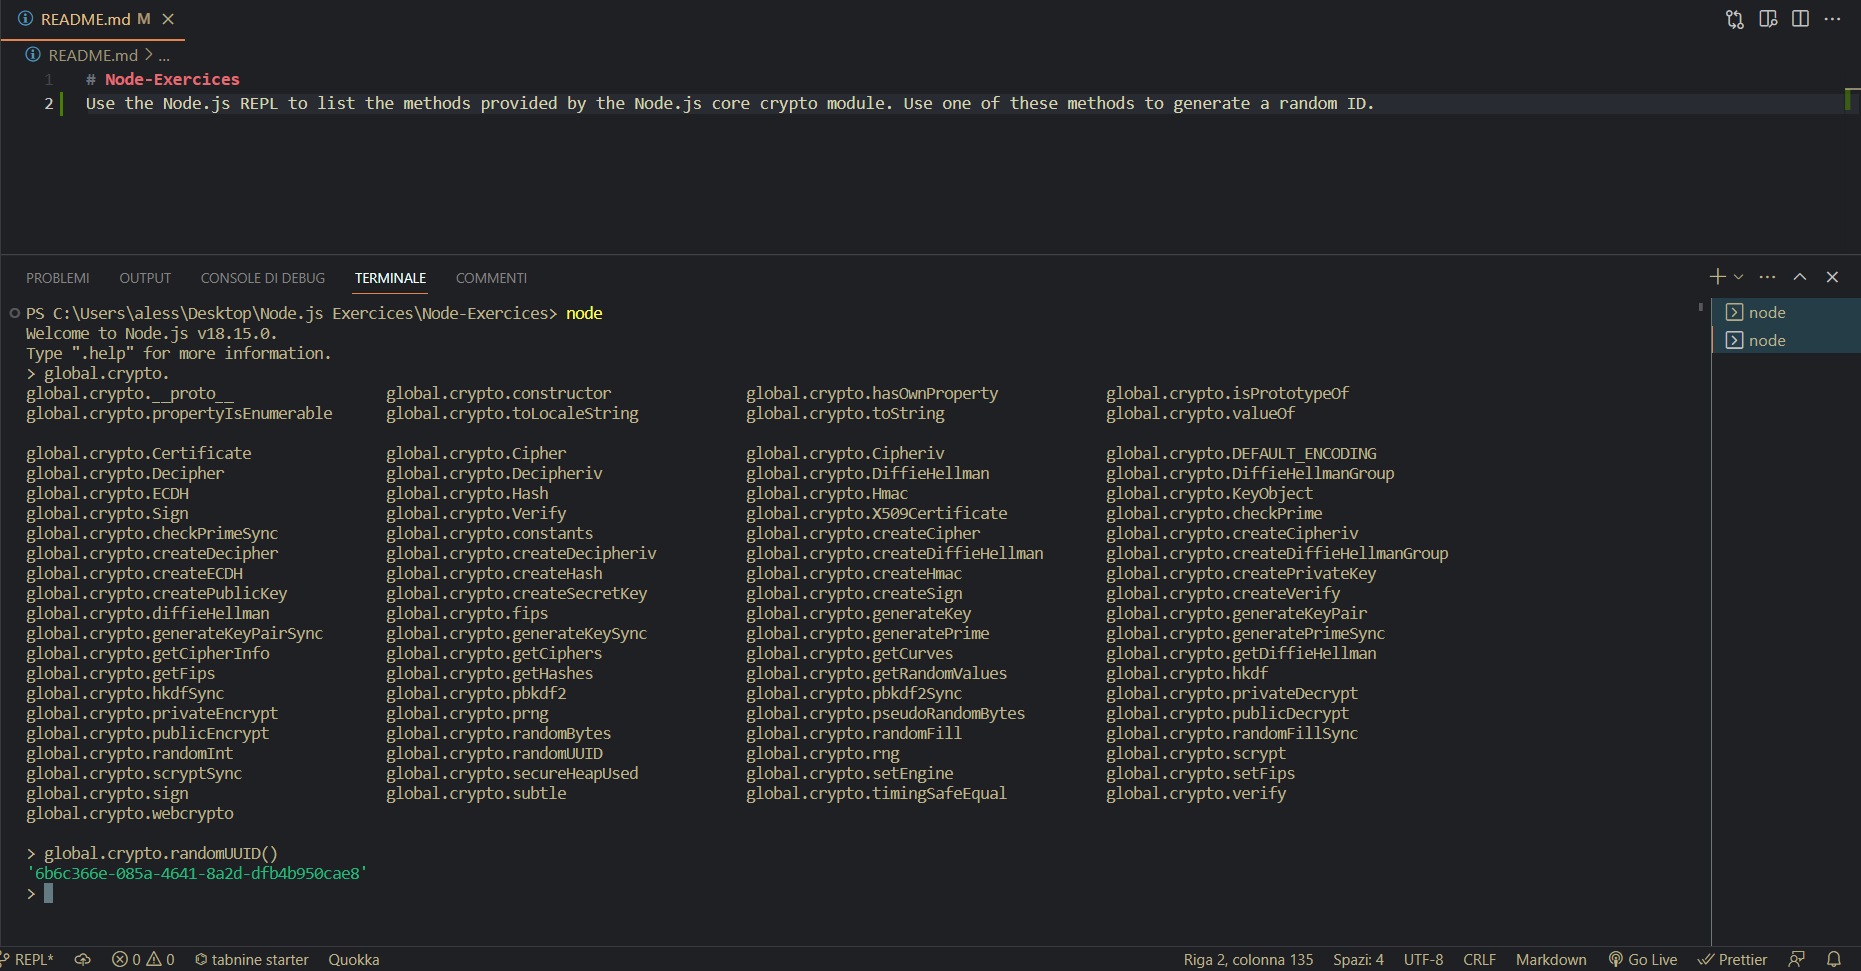 README.md M
README.md > ...
1 # Node-Exercices
2 Use the Node.js REPL to list the methods provided by the Node.js core crypto module. Use one of these methods to generate a random ID.
PROBLEMI OUTPUT CONSOLE DI DEBUG TERMINALE COMMENTI
PS C:\Users\aless\Desktop\Node.js Exercices\Node-Exercices> node
node
Welcome to Node.js v18.15.0.
node
Type ".help" for more information.
> global.crypto.
global.crypto.__proto__ global.crypto.constructor global.crypto.hasOwnProperty global.crypto.isPrototypeOf
global.crypto.propertyIsEnumerable global.crypto.toLocaleString global.crypto.toString global.crypto.valueOf
global.crypto.Certificate global.crypto.Cipher global.crypto.Cipheriv global.crypto.DEFAULT_ENCODING
global.crypto.Decipher global.crypto.Decipheriv global.crypto.DiffieHellman global.crypto.DiffieHellmanGroup
global.crypto.ECDH global.crypto.Hash global.crypto.Hmac global.crypto.KeyObject
global.crypto.Sign global.crypto.Verify global.crypto.X509Certificate global.crypto.checkPrime
global.crypto.checkPrimeSync global.crypto.constants global.crypto.createCipher global.crypto.createCipheriv
global.crypto.createDecipher global.crypto.createDecipheriv global.crypto.createDiffieHellman global.crypto.createDiffieHellmanGroup
global.crypto.createECDH global.crypto.createHash global.crypto.createHmac global.crypto.createPrivateKey
global.crypto.createPublicKey global.crypto.createSecretKey global.crypto.createSign global.crypto.createVerify
global.crypto.diffieHellman global.crypto.fips global.crypto.generateKey global.crypto.generateKeyPair
global.crypto.generateKeyPairSync global.crypto.generateKeySync global.crypto.generatePrime global.crypto.generatePrimeSync
global.crypto.getCipherInfo global.crypto.getCiphers global.crypto.getCurves global.crypto.getDiffieHellman
global.crypto.getFips global.crypto.getHashes global.crypto.getRandomValues global.crypto.hkdf
global.crypto.hkdfSync global.crypto.pbkdf2 global.crypto.pbkdf2Sync global.crypto.privateDecrypt
global.crypto.privateEncrypt global.crypto.prng global.crypto.pseudoRandomBytes global.crypto.publicDecrypt
global.crypto.publicEncrypt global.crypto.randomBytes global.crypto.randomFill global.crypto.randomFillSync
global.crypto.randomInt global.crypto.randomUUID global.crypto.rng global.crypto.scrypt
global.crypto.scryptSync global.crypto.secureHeapUsed global.crypto.setEngine global.crypto.setFips
global.crypto.sign global.crypto.subtle global.crypto.timingSafeEqual global.crypto.verify
global.crypto.webcrypto
> global.crypto.randomUUID()
'6b6c366e-085a-4641-8a2d-dfb4b950cae8'
>
REPL* 0 0 tabnine starter Quokka Riga 2, colonna 135 Spazi: 4 UTF-8 CRLF Markdown Go Live Prettier